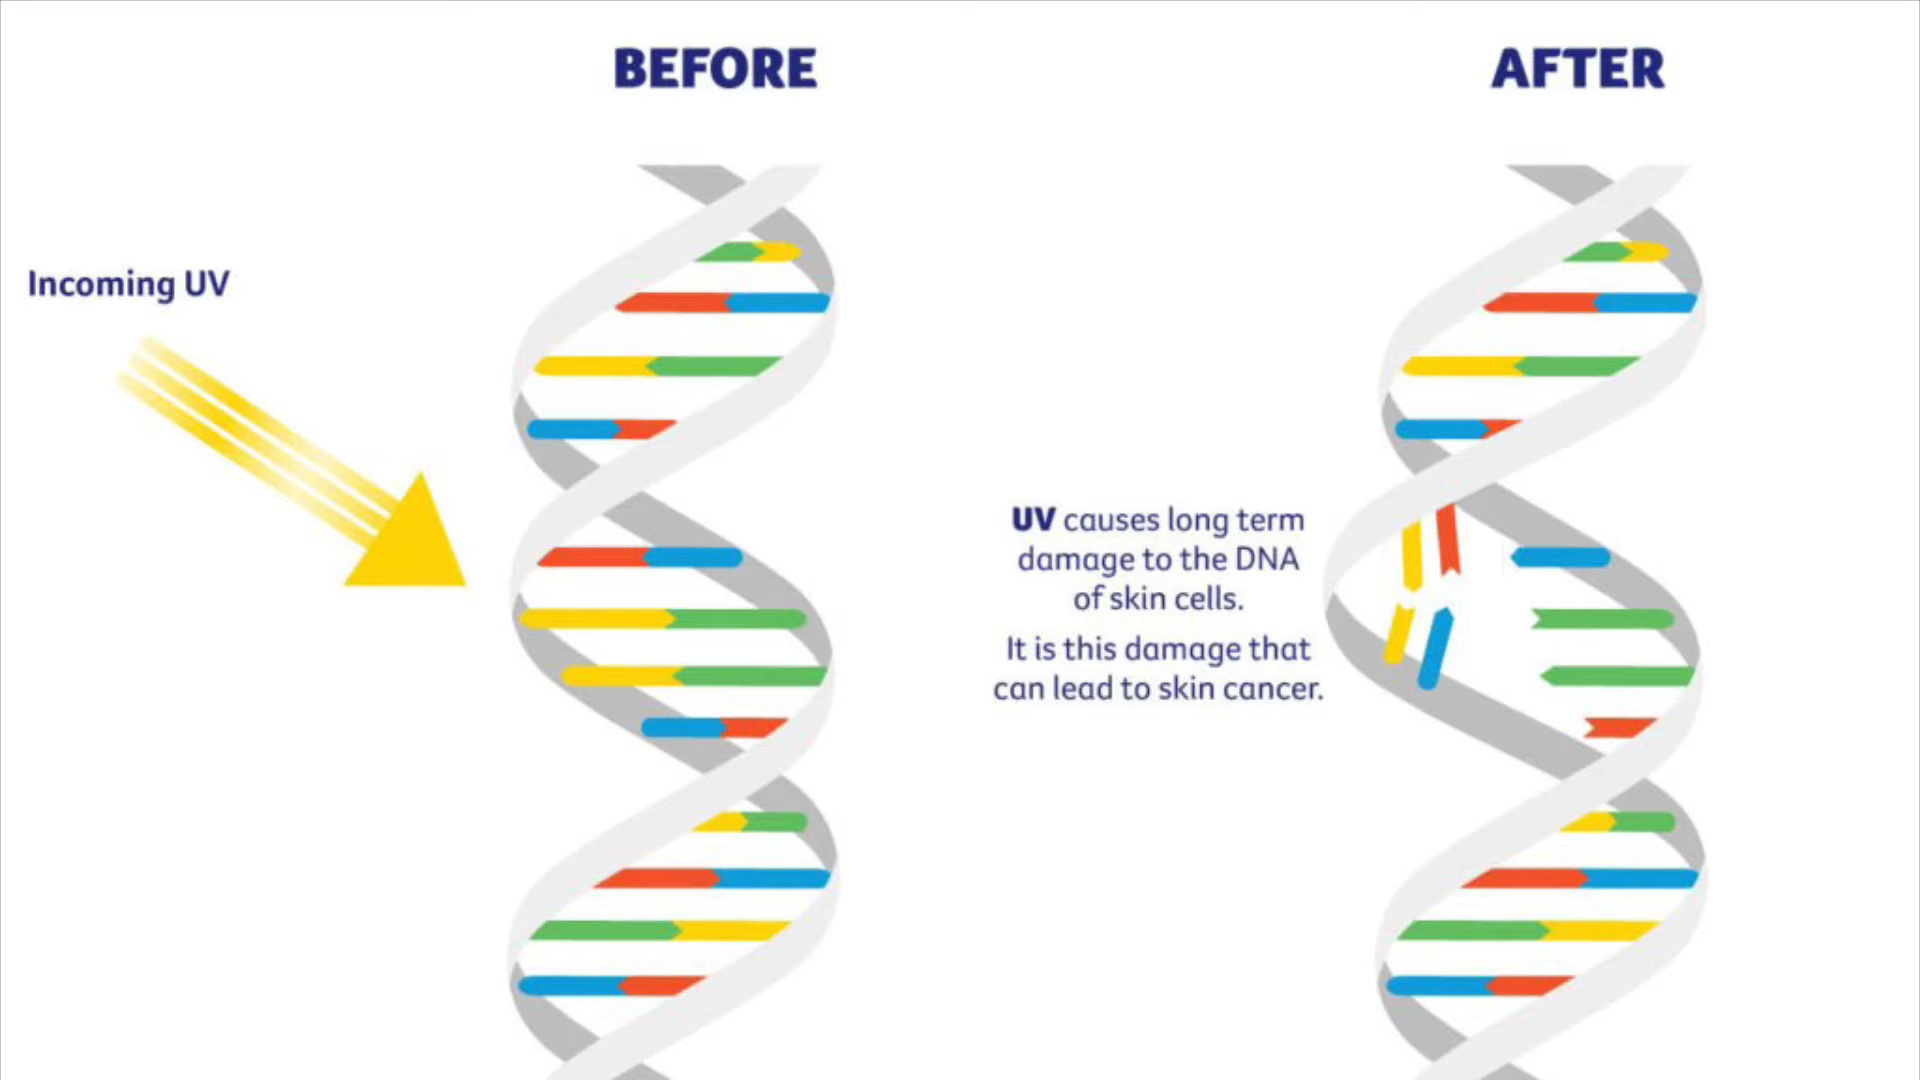 BEFORE
AFTER
Incoming UV
UV causes long term
damage to the DNA
of skin cells.
It is this damage that
can lead to skin cancer.